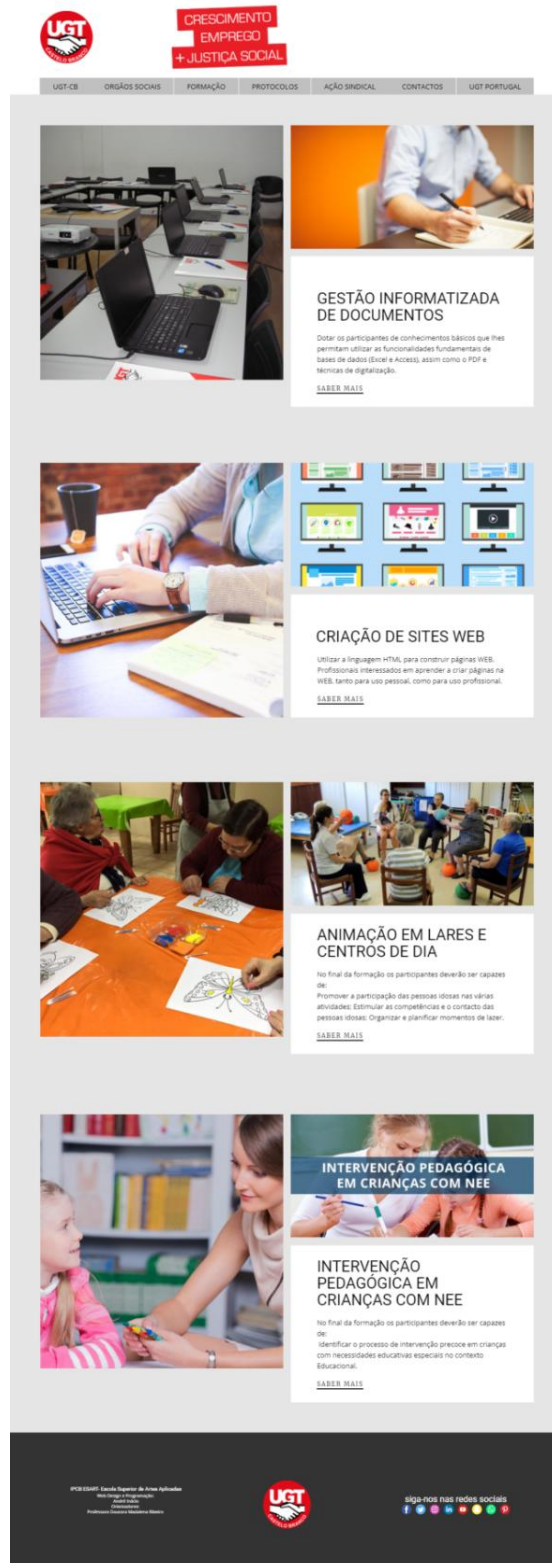 UGT
CASTELO BRANCO
CRESCIMENTO
EMPREGO
+ JUSTIÇA SOCIAL
UGT-CB
ORGÃOS SOCIAIS
FORMAÇÃO
PROTOCOLOS
AÇÃO SINDICAL
CONTACTOS
UGT PORTUGAL
UGT
GESTÃO INFORMATIZADA
DE DOCUMENTOS
Dotar os participantes de conhecimentos básicos que lhes
permitam utilizar as funcionalidades fundamentais de
bases de dados (Excel e Access), assim como o PDF e
técnicas de digitalização.
SABER MAIS
CRIAÇÃO DE SITES WEB
Utilizar a linguagem HTML para construir páginas WEB.
Profissionais interessados em aprender a criar páginas na
WEB, tanto para uso pessoal, como para uso profissional.
SABER MAIS
ANIMAÇÃO EM LARES E
CENTROS DE DIA
No final da formação os participantes deverão ser capazes
de:
Promover a participação das pessoas idosas nas várias
atividades; Estimular as competências e o contacto das
pessoas idosas; Organizar e planificar momentos de lazer.
SABER MAIS
INTERVENÇÃO PEDAGÓGICA
EM CRIANÇAS COM NEE
INTERVENÇÃO
PEDAGÓGICA EM
CRIANÇAS COM NEE
No final da formação os participantes deverão ser capazes
de:
Identificar o processo de intervenção precoce em crianças
com necessidades educativas especiais no contexto
Educacional.
SABER MAIS
IPCB ESART- Escola Superior de Artes Aplicadas
Web Design e Programação
André Inácio
Orientadores:
Professora Doutora Madalena Ribeiro
UGT
CASTELO BRANCO
siga-nos nas redes sociais